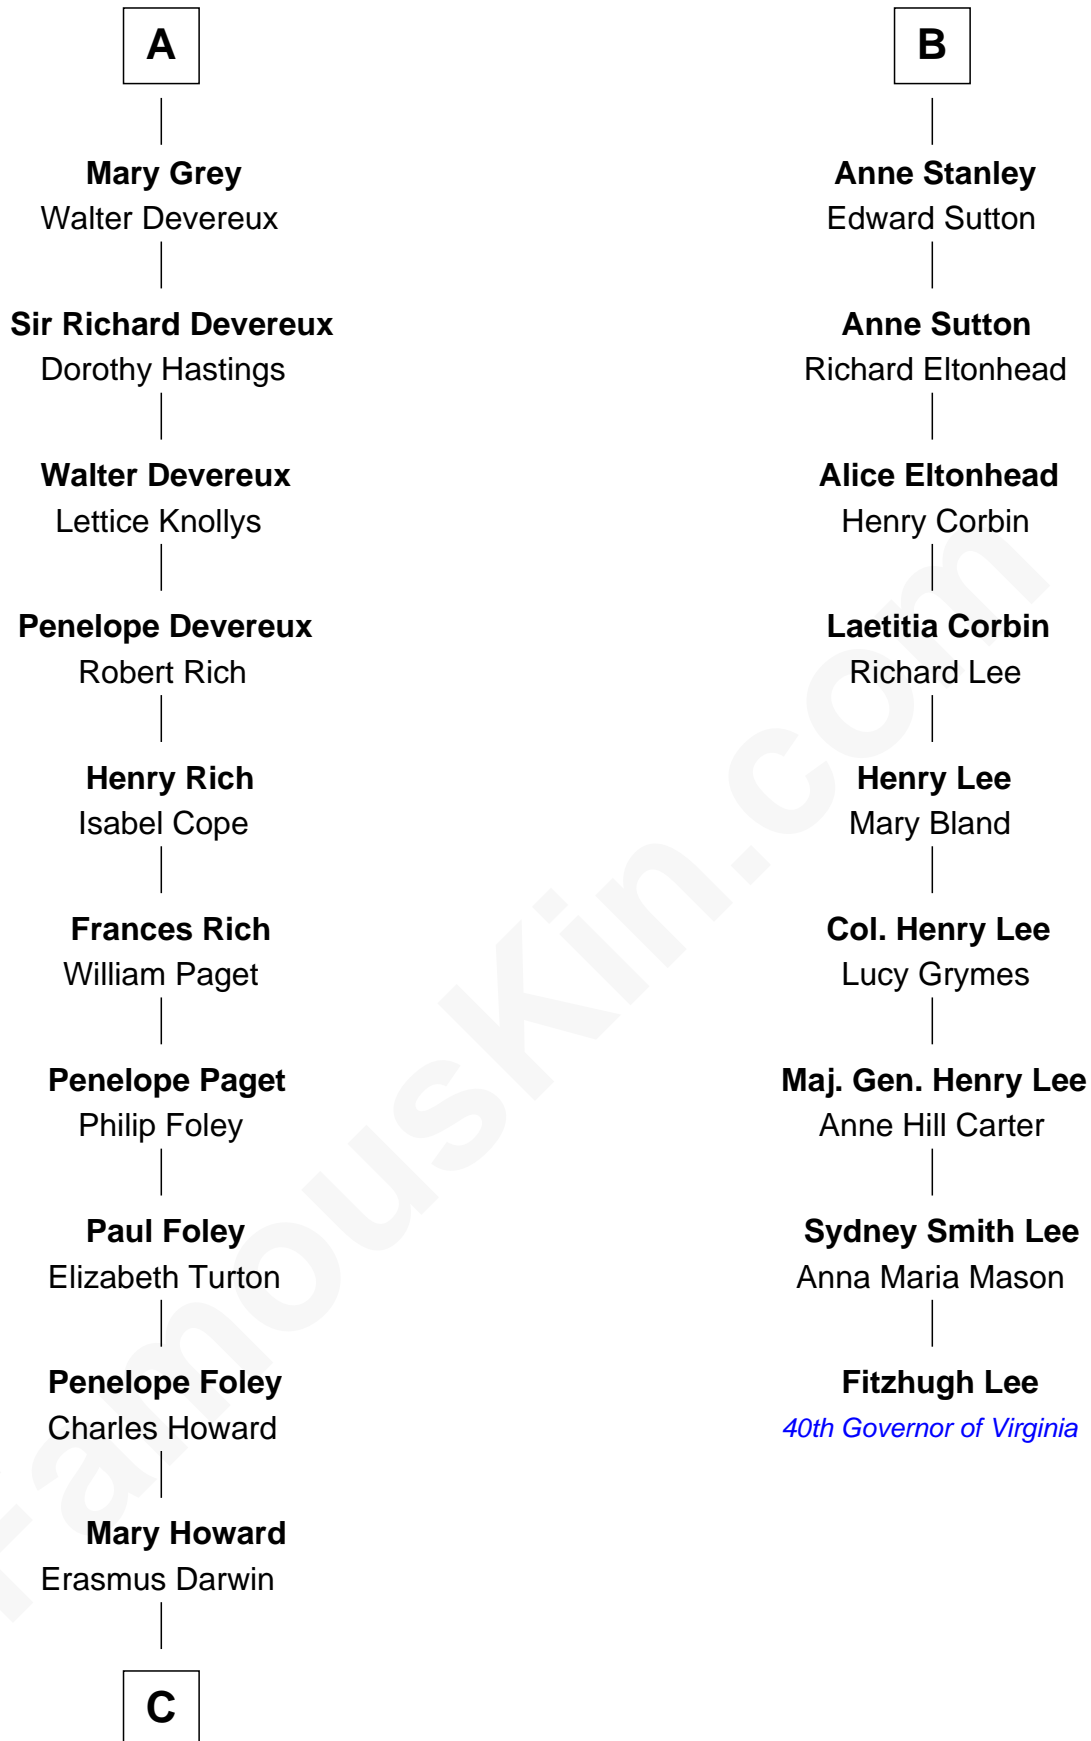 A
Mary Grey
Walter Devereux
Sir Richard Devereux
Dorothy Hastings
Walter Devereux
Lettice Knollys
Penelope Devereux
Robert Rich
Henry Rich
Isabel Cope
Frances Rich
William Paget
Penelope Paget
Philip Foley
Paul Foley
Elizabeth Turton
Penelope Foley
Charles Howard
Mary Howard
Erasmus Darwin
C
B
Anne Stanley
Edward Sutton
Anne Sutton
Richard Eltonhead
Alice Eltonhead
Henry Corbin
Laetitia Corbin
Richard Lee
Henry Lee
Mary Bland
Col. Henry Lee
Lucy Grymes
Maj. Gen. Henry Lee
Anne Hill Carter
Sydney Smith Lee
Anna Maria Mason
Fitzhugh Lee
40th Governor of Virginia
FamousKin.com